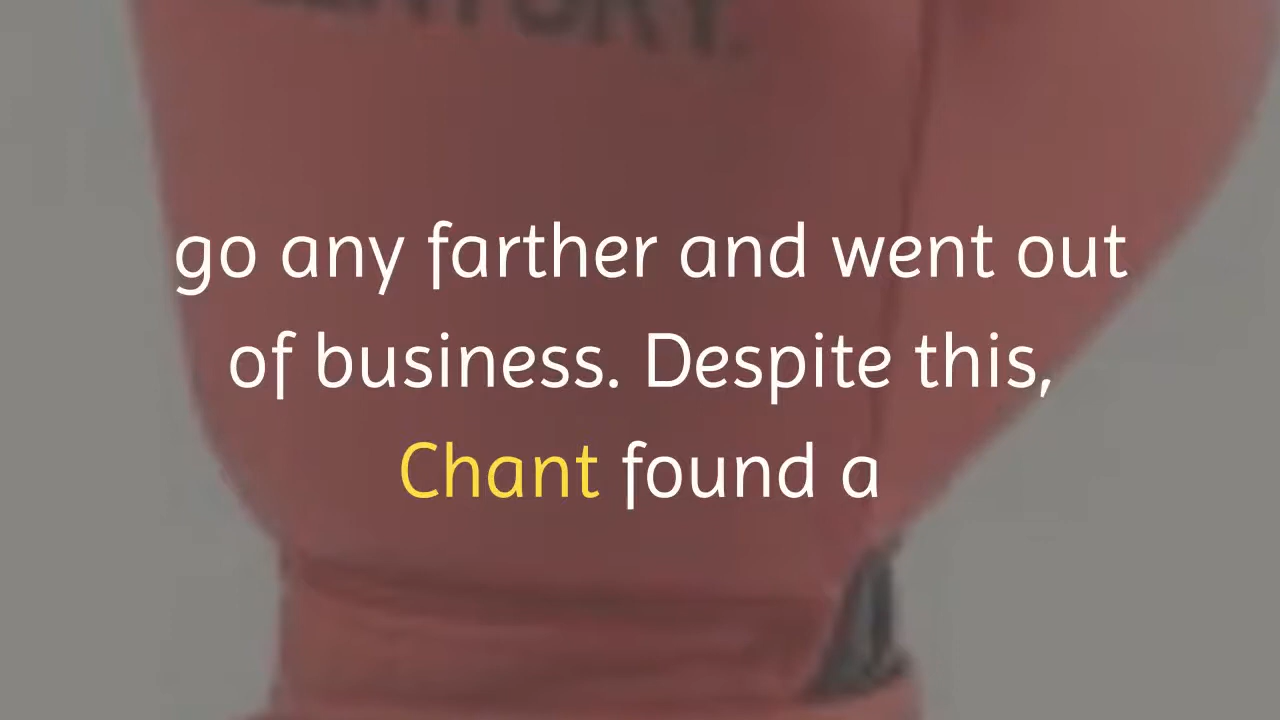 go any farther and went out
of business. Despite this,
Chant found a